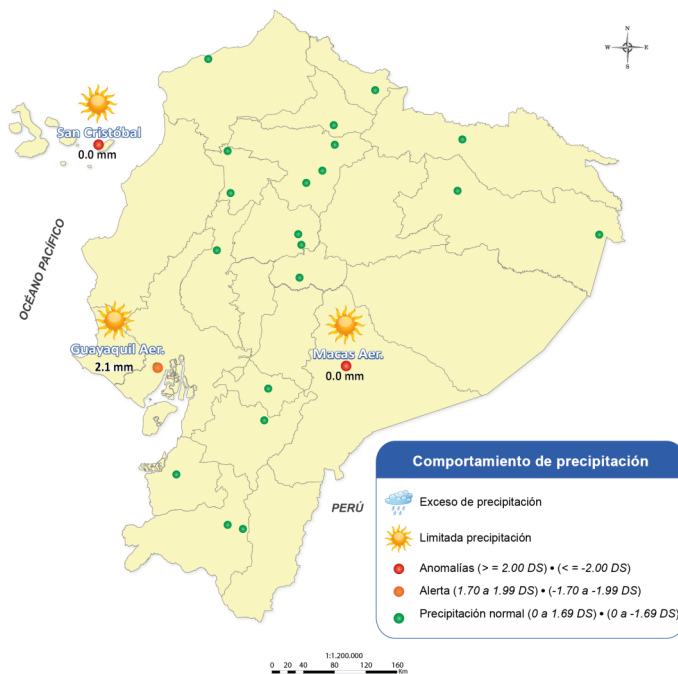 N
W
E
S
San Cristóbal
0.0 mm
OCÉANO PACÍFICO
Guayaquil Aer.
2.1 mm
Macas Aer.
0.0 mm
PERÚ
Comportamiento de precipitación
Exceso de precipitación
Limitada precipitación
Anomalías (> = 2.00 DS) • (< = -2.00 DS)
Alerta (1.70 a 1.99 DS) • (-1.70 a -1.99 DS)
Precipitación normal (0 a 1.69 DS) • (0 a -1.69 DS)
1:1.200.000
0 10 20 40 80 120 160
Km